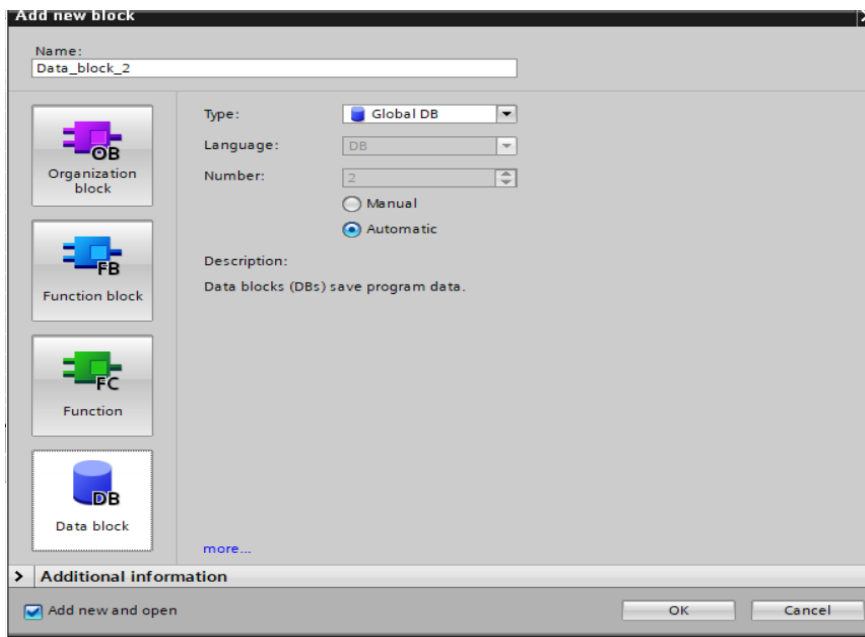 Add new block
Name:
Data_block_2
OB
Organization
block
FB
Function block
FC
Function
DB
Data block
Type:
Global DB
Language:
DB
Number:
2
Manual
Automatic
Description:
Data blocks (DBs) save program data.
more...
Additional information
Add new and open
OK
Cancel